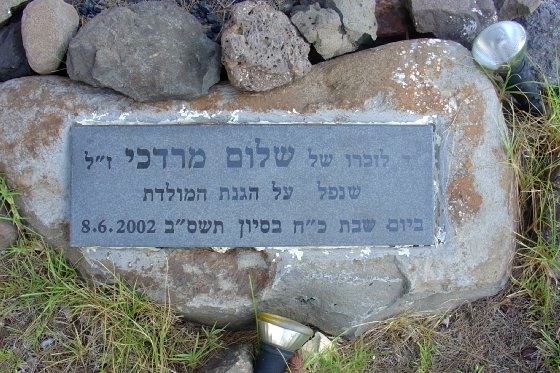 לזכרו של שלום מרדכי ז"ל
שנפל על הגנת המולדת
ביום שבת כ"ח בסיון תשס"ב 8.6.2002